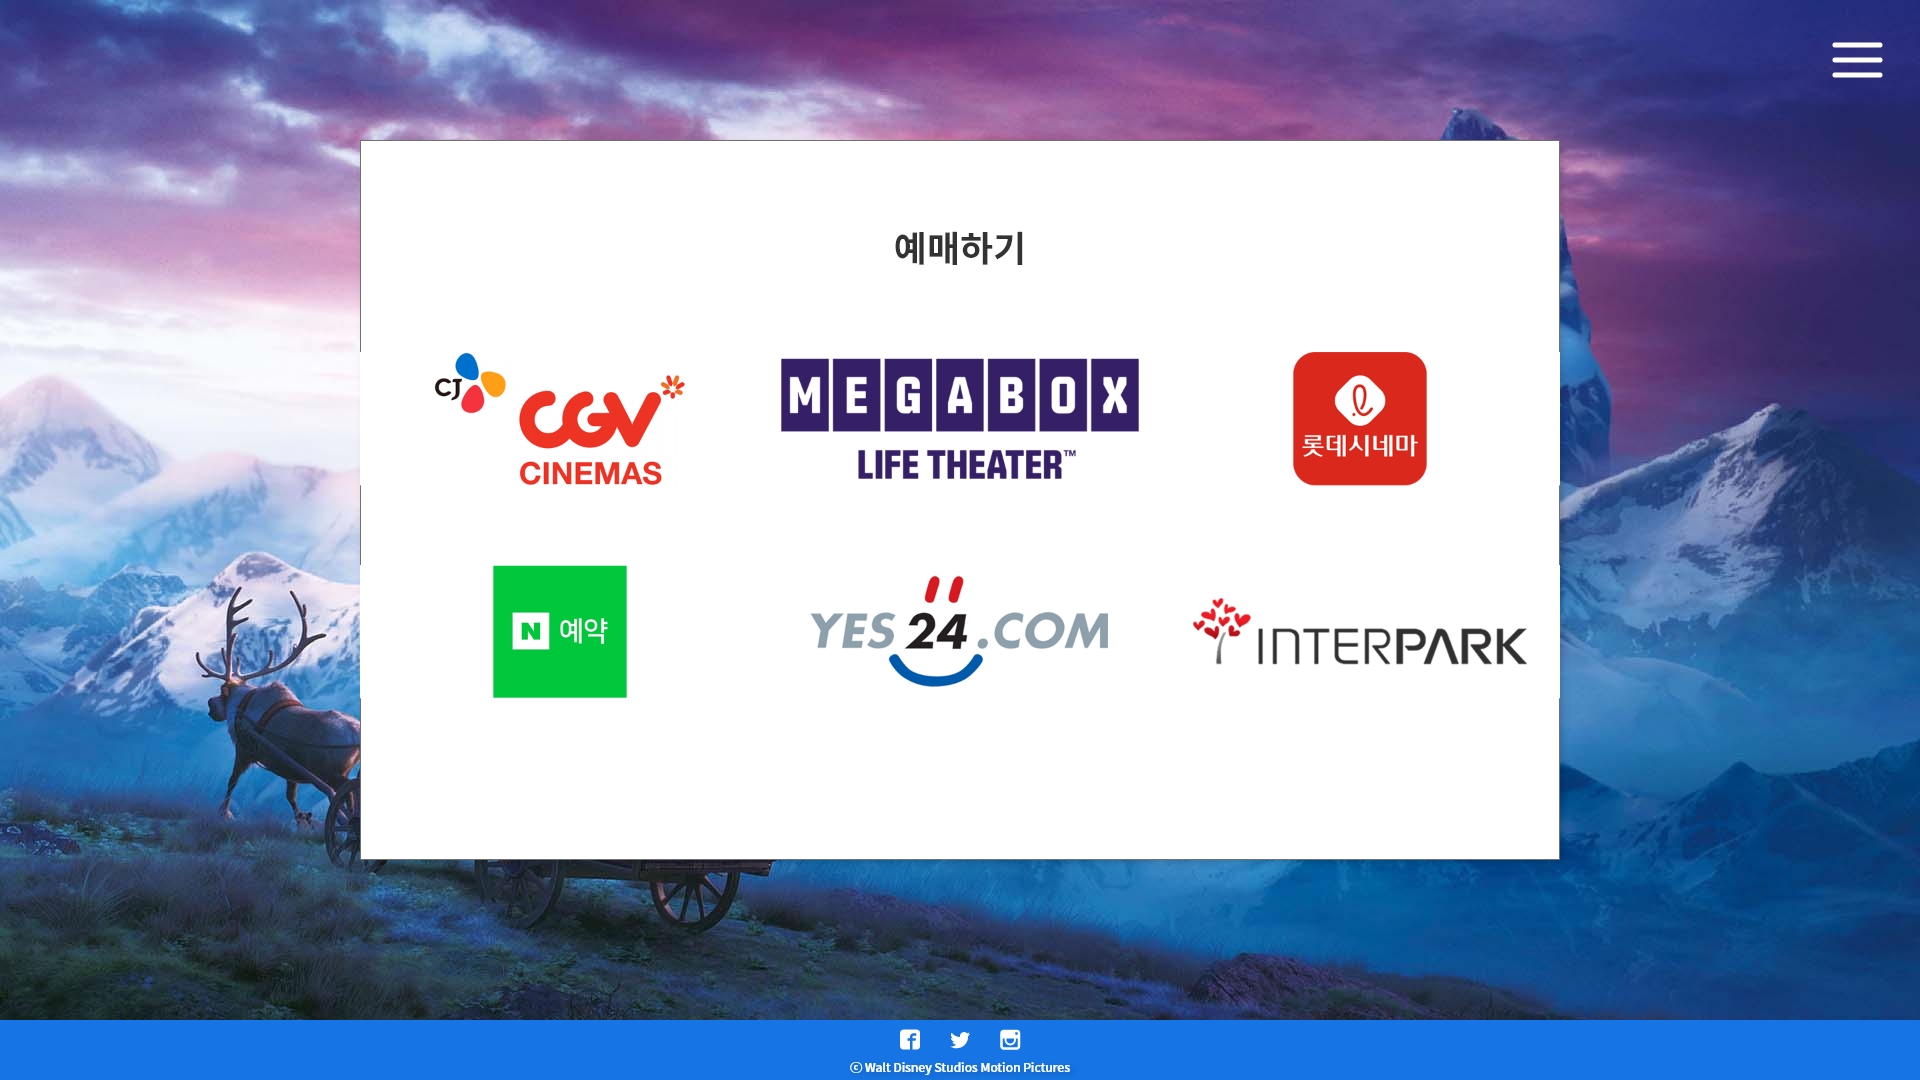 예매하기
CJ
CGV
CINEMAS
MEGABOX
LIFE THEATER™
롯데시네마
N 예약
YES24.COM
INTERPARK
ⓒ Walt Disney Studios Motion Pictures